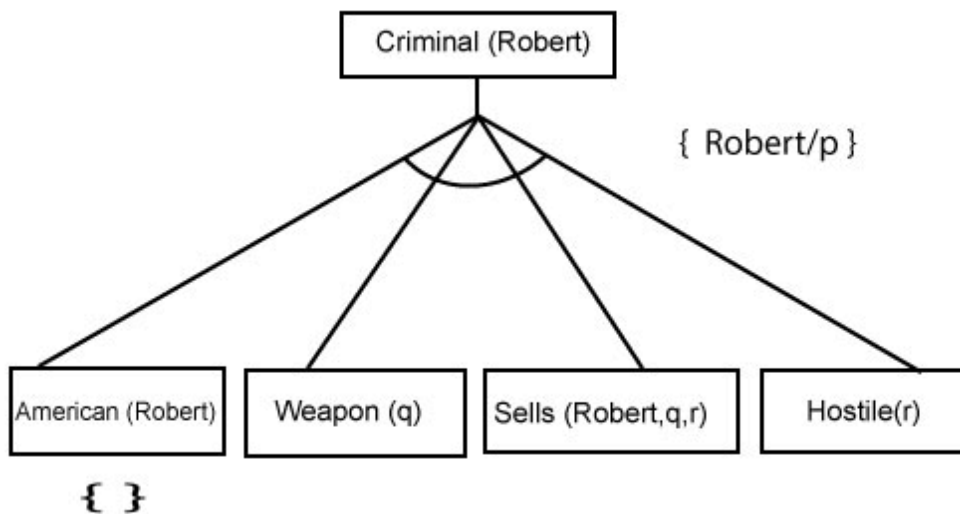 Criminal (Robert)
{ Robert/p }
American (Robert)
Weapon (q)
Sells (Robert,q,r)
Hostile(r)
{ }